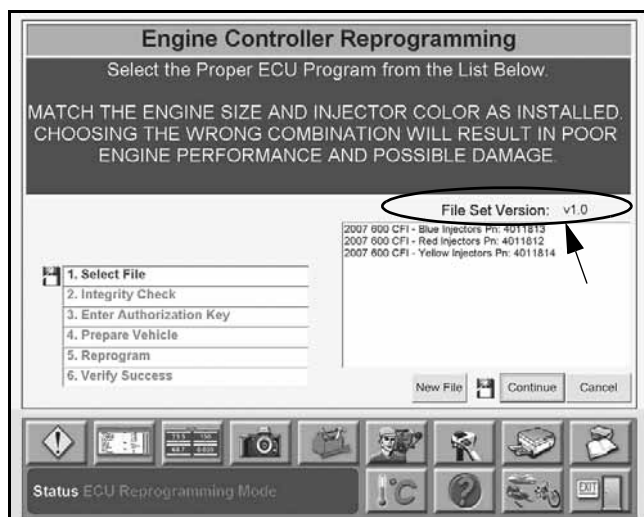 Engine Controller Reprogramming
Select the Proper ECU Program from the List Below.
MATCH THE ENGINE SIZE AND INJECTOR COLOR AS INSTALLED.
CHOOSING THE WRONG COMBINATION WILL RESULT IN POOR
ENGINE PERFORMANCE AND POSSIBLE DAMAGE.
File Set Version: v1.0
2007 600 CFI - Blue Injectors Pn: 4011813
2007 600 CFI - Red Injectors Pn: 4011812
2007 600 CFI - Yellow Injectors Pn: 4011814
1. Select File
2. Integrity Check
3. Enter Authorization Key
4. Prepare Vehicle
5. Reprogram
6. Verify Success
New File
Continue
Cancel
°C
?
EXIT
Status ECU Reprogramming Mode